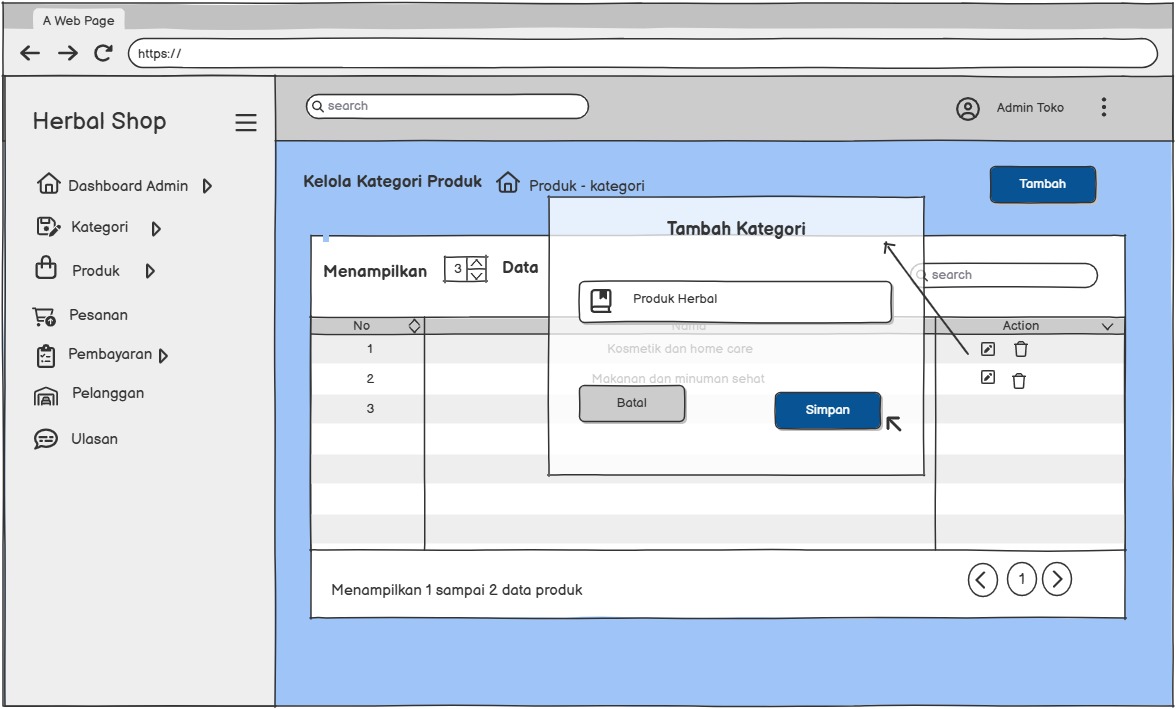 A Web Page
https://
Herbal Shop
search
Admin Toko
Dashboard Admin
Kategori
Produk
Pesanan
Pembayaran
Pelanggan
Ulasan
Kelola Kategori Produk
Produk - kategori
Tambah
Tambah Kategori
Menampilkan 3 Data
search
Produk Herbal
No Nama Action
1 Kosmetik dan home care
2 Makanan dan minuman sehat
3
Batal
Simpan
Menampilkan 1 sampai 2 data produk
1